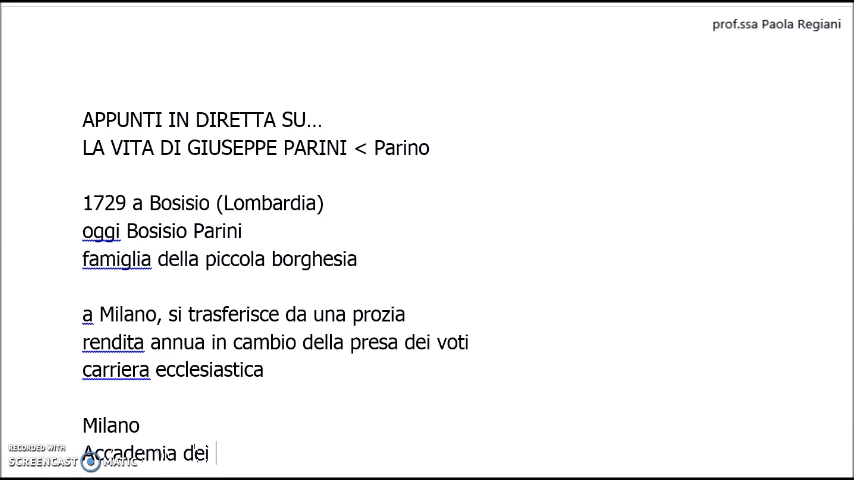 prof.ssa Paola Regiani
APPUNTI IN DIRETTA SU...
LA VITA DI GIUSEPPE PARINI < Parino
1729 a Bosisio (Lombardia)
oggi Bosisio Parini
famiglia della piccola borghesia
a Milano, si trasferisce da una prozia
rendita annua in cambio della presa dei voti
carriera ecclesiastica
Milano
Accademia dei
RECORDED WITH
SCREENCAST MATIC